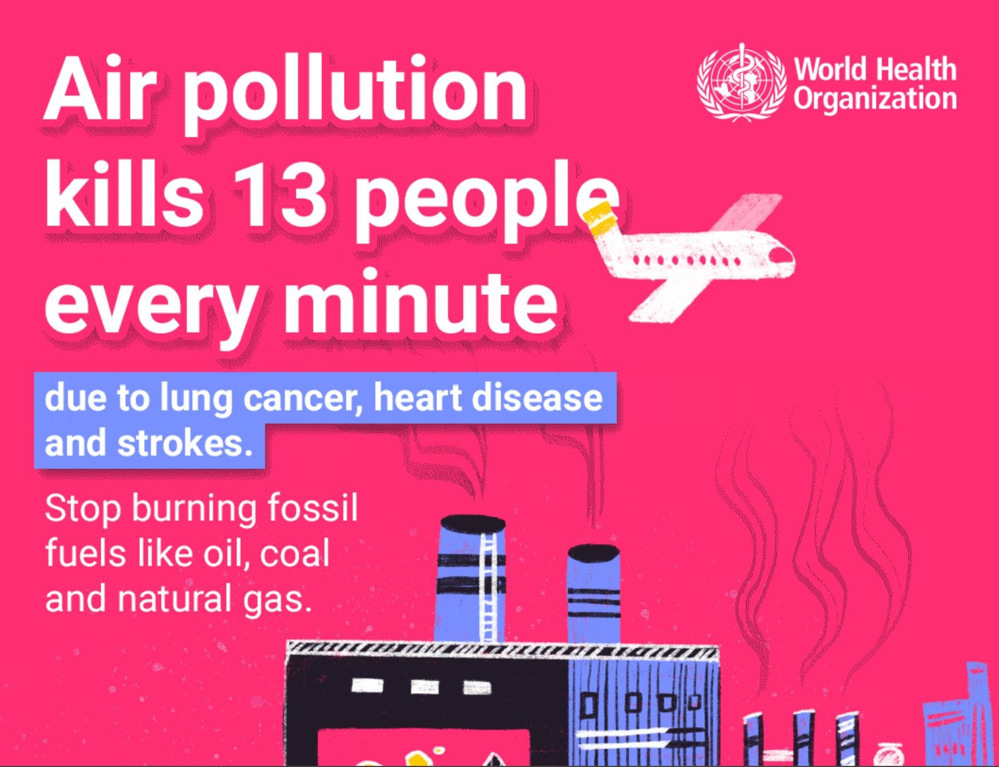 Air pollution
kills 13 people
every minute
World Health
Organization
due to lung cancer, heart disease
and strokes.
Stop burning fossil
fuels like oil, coal
and natural gas.